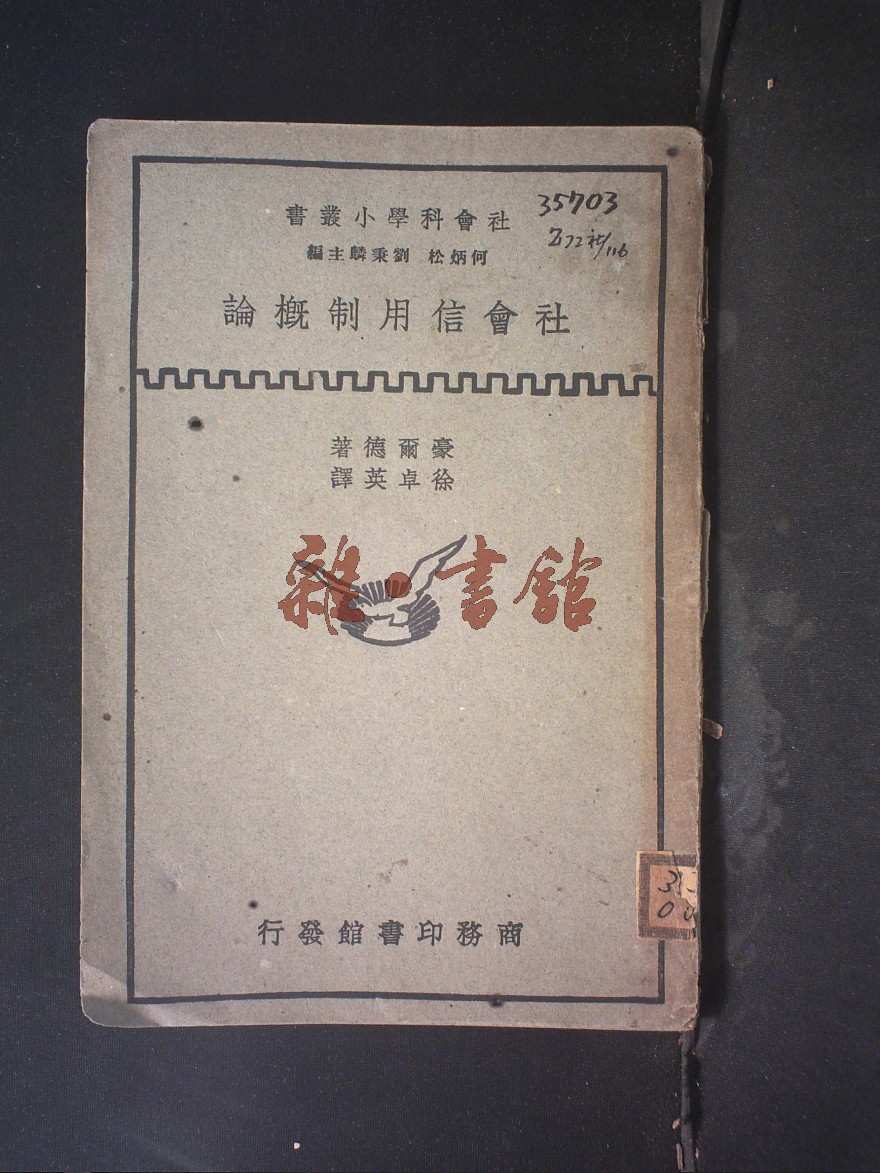 社會科學小叢書
35703
何炳松 劉秉麟主編
社會信用制概論
豪爾德著
徐卓英譯
雜·書館
商務印書館發行